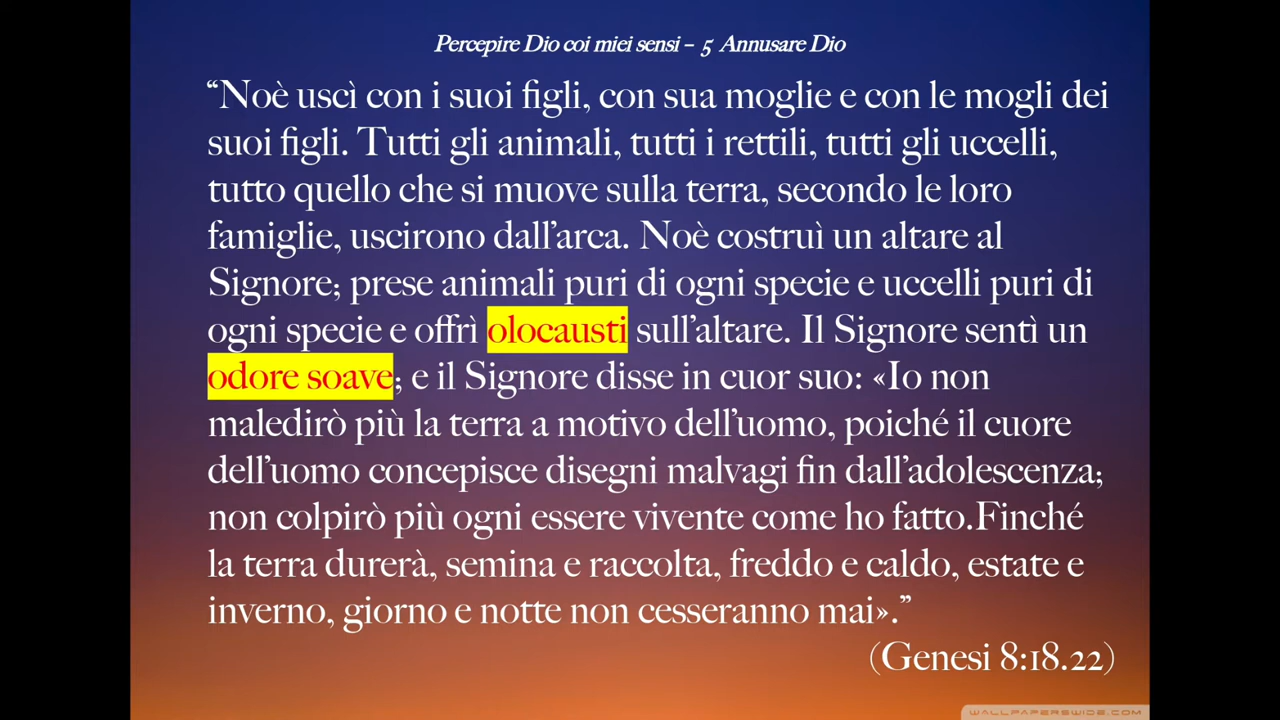 Percepire Dio coi miei sensi – 5 Annusare Dio
“Noè uscì con i suoi figli, con sua moglie e con le mogli dei
suoi figli. Tutti gli animali, tutti i rettili, tutti gli uccelli,
tutto quello che si muove sulla terra, secondo le loro
famiglie, uscirono dall’arca. Noè costruì un altare al
Signore; prese animali puri di ogni specie e uccelli puri di
ogni specie e offrì olocausti sull’altare. Il Signore sentì un
odore soave; e il Signore disse in cuor suo: «Io non
maledirò più la terra a motivo dell’uomo, poiché il cuore
dell’uomo concepisce disegni malvagi fin dall’adolescenza;
non colpirò più ogni essere vivente come ho fatto.Finché
la terra durerà, semina e raccolta, freddo e caldo, estate e
inverno, giorno e notte non cesseranno mai».”
(Genesi 8:18.22)
WALLPAPERSWIDE.COM